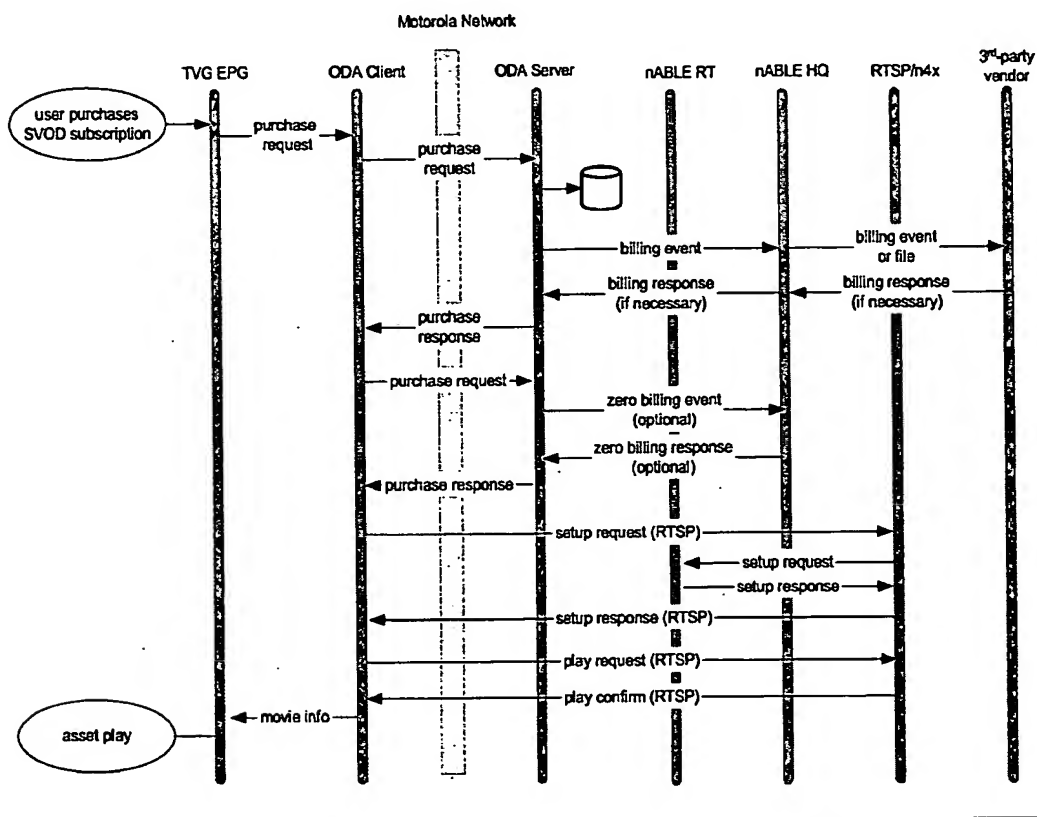 Motorola Network
TVG EPG
ODA Client
ODA Server
nABLE RT
nABLE HQ
RTSP/n4x
3rd-party
vendor
user purchases
SVOD subscription
purchase
request
purchase
request
billing event
billing event
or file
billing response
(if necessary)
billing response
(if necessary)
purchase
response
purchase request
zero billing event
(optional)
zero billing response
(optional)
purchase response
setup request (RTSP)
setup request
setup response
setup response (RTSP)
play request (RTSP)
play confirm (RTSP)
movie info
asset play